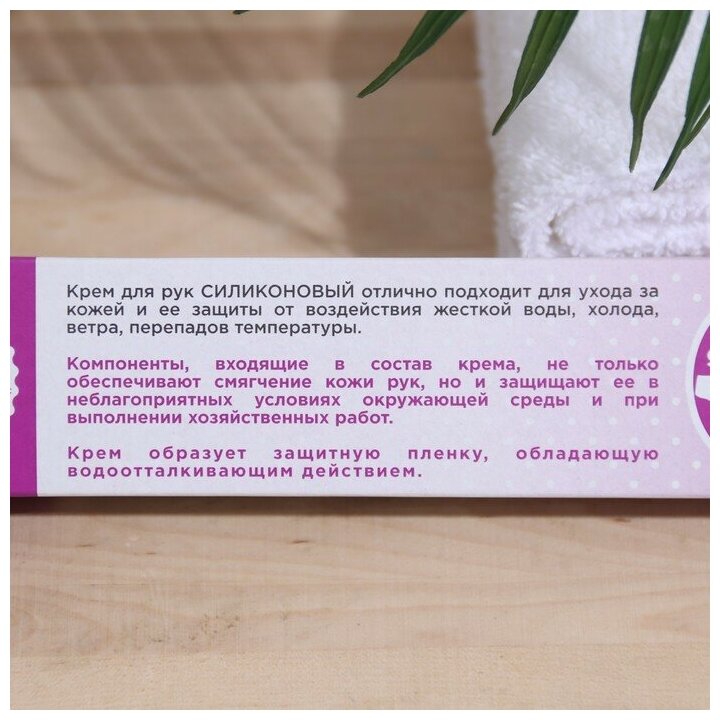 Крем для рук СИЛИКОНОВЫЙ отлично подходит для ухода за
кожей и ее защиты от воздействия жесткой воды, холода,
ветра, перепадов температуры.
Компоненты, входящие в состав крема, не только
обеспечивают смягчение кожи рук, но и защищают ее в
неблагоприятных условиях окружающей среды и при
выполнении хозяйственных работ.
Крем образует защитную пленку, обладающую
водоотталкивающим действием.